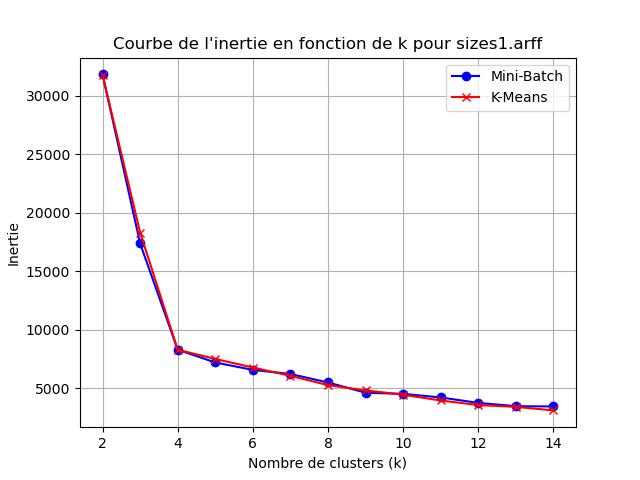 Courbe de l'inertie en fonction de k pour sizes1.arff
Mini-Batch
K-Means
Inertie
30000
25000
20000
15000
10000
5000
2 4 6 8 10 12 14
Nombre de clusters (k)